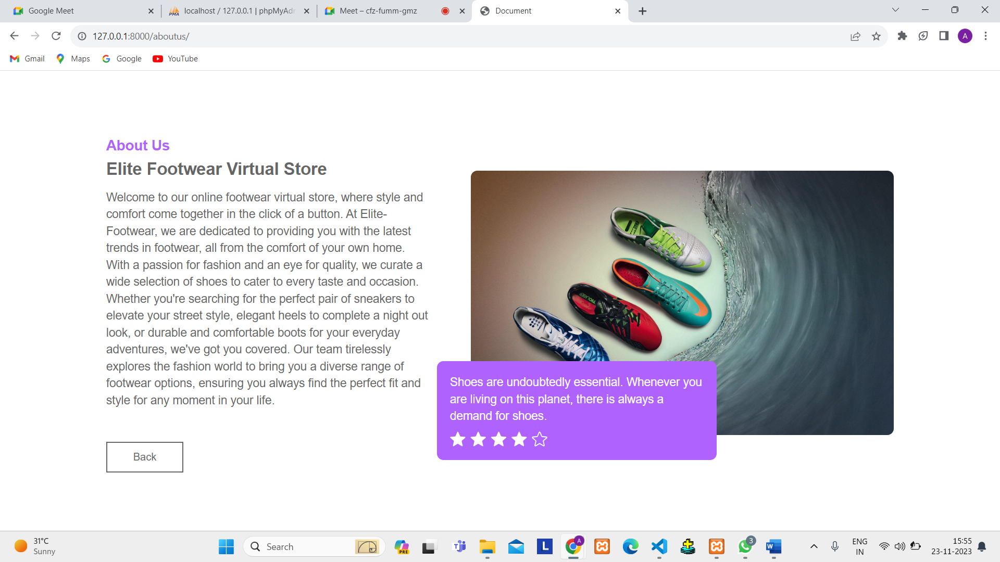 Google Meet
localhost / 127.0.0.1 | phpMyAdr
Meet – cfz-fumm-gmz
Document
127.0.0.1:8000/aboutus/
A
Gmail
Maps
Google
YouTube
About Us
Elite Footwear Virtual Store
Welcome to our online footwear virtual store, where style and
comfort come together in the click of a button. At Elite-
Footwear, we are dedicated to providing you with the latest
trends in footwear, all from the comfort of your own home.
With a passion for fashion and an eye for quality, we curate a
wide selection of shoes to cater to every taste and occasion.
Whether you're searching for the perfect pair of sneakers to
elevate your street style, elegant heels to complete a night out
look, or durable and comfortable boots for your everyday
adventures, we've got you covered. Our team tirelessly
explores the fashion world to bring you a diverse range of
footwear options, ensuring you always find the perfect fit and
style for any moment in your life.
Back
Shoes are undoubtedly essential. Whenever you
are living on this planet, there is always a
demand for shoes.
31°C
Sunny
Search
PRE
L
A
3
W
ENG
IN
15:55
23-11-2023